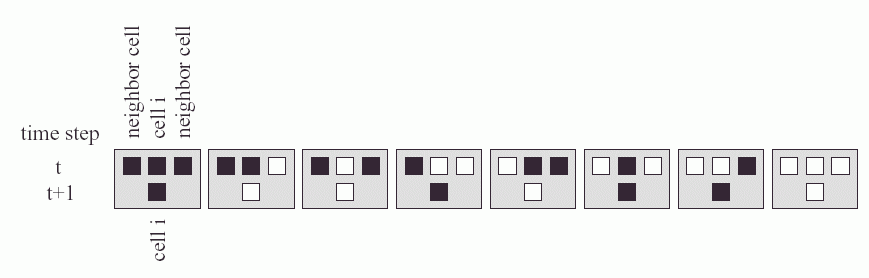 neighbor cell
cell i
neighbor cell
time step
t
t+1
cell i